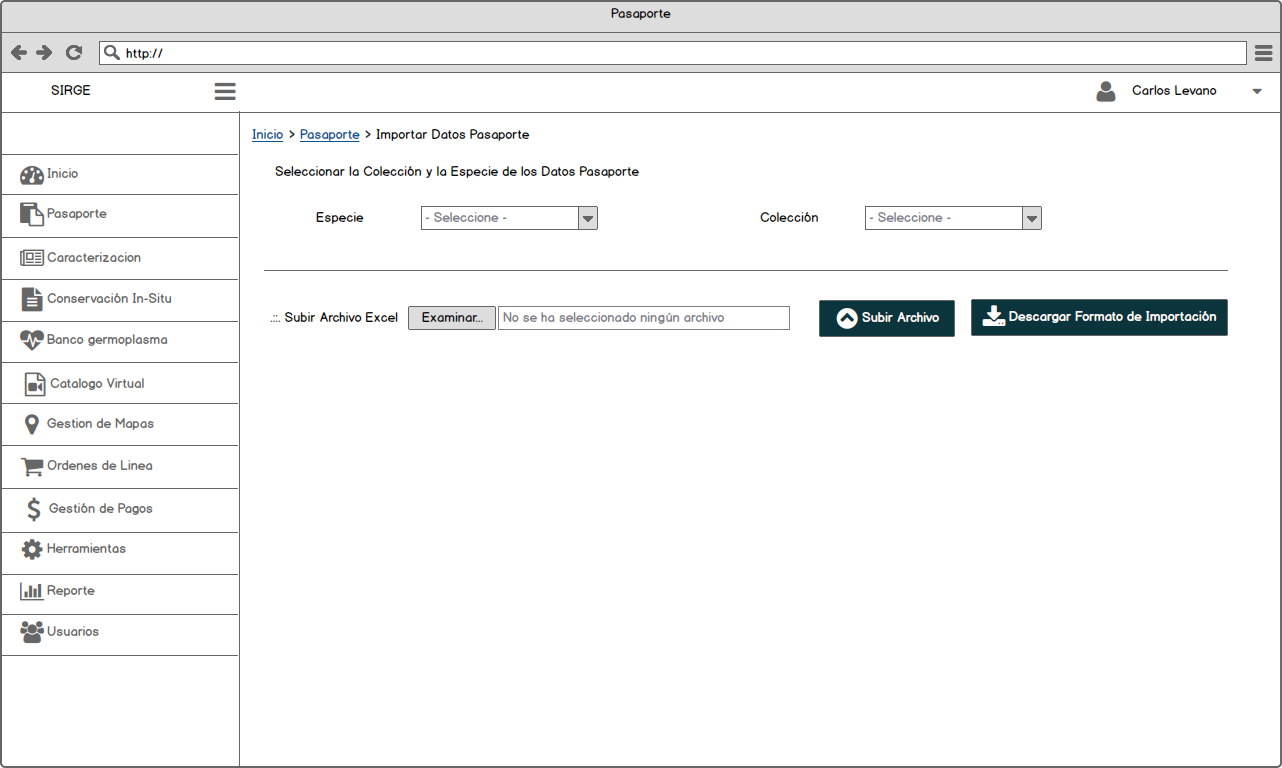 Pasaporte
http://
SIRGE
Carlos Levano
Inicio > Pasaporte > Importar Datos Pasaporte
Seleccionar la Colección y la Especie de los Datos Pasaporte
Especie - Seleccione - Colección - Seleccione -
.::. Subir Archivo Excel Examinar... No se ha seleccionado ningún archivo Subir Archivo Descargar Formato de Importación
Inicio
Pasaporte
Caracterizacion
Conservación In-Situ
Banco germoplasma
Catalogo Virtual
Gestion de Mapas
Ordenes de Linea
Gestión de Pagos
Herramientas
Reporte
Usuarios